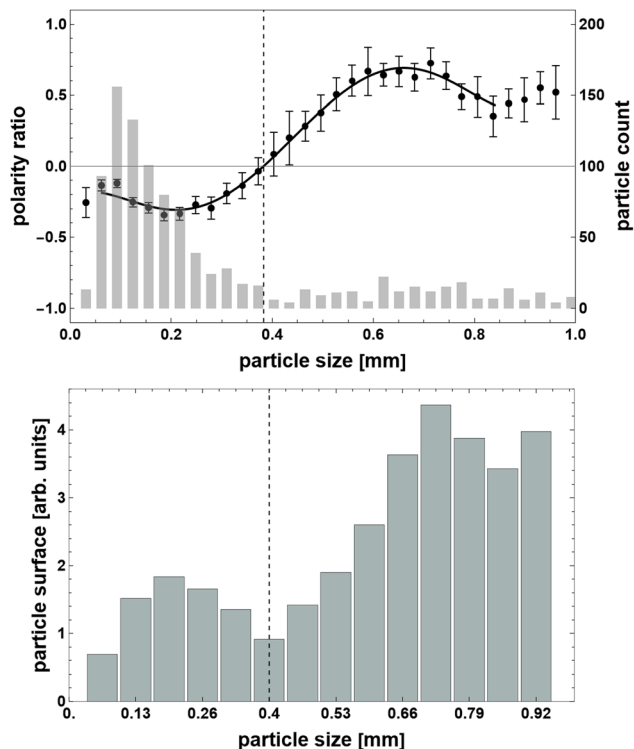 1.0
0.5
0.0
−0.5
−1.0
polarity ratio
200
150
100
50
0
particle count
0.0 0.2 0.4 0.6 0.8 1.0
particle size [mm]
4
3
2
1
0
particle surface [arb. units]
0. 0.13 0.26 0.4 0.53 0.66 0.79 0.92
particle size [mm]